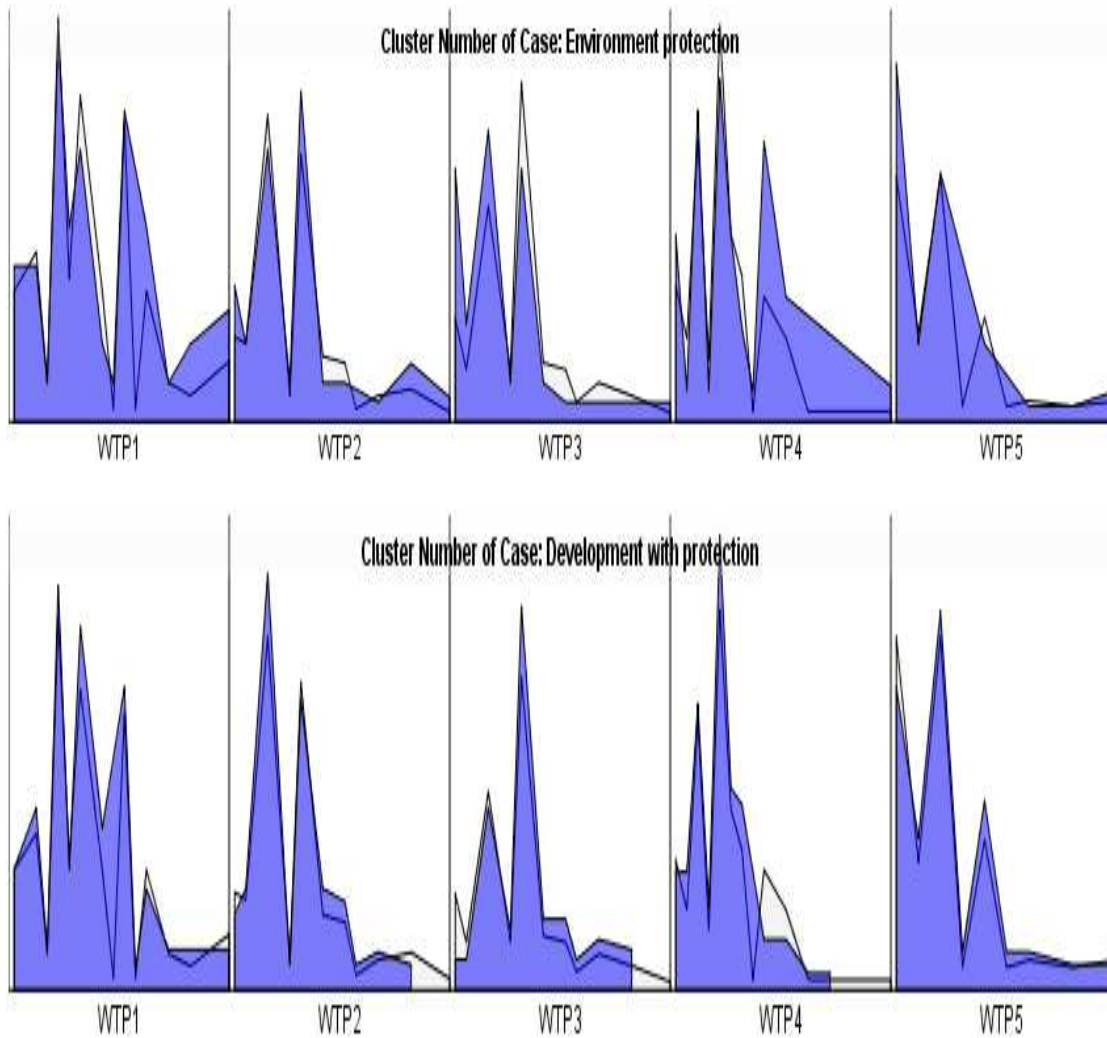 Cluster Number of Case: Environment protection
WTP1 WTP2 WTP3 WTP4 WTP5
Cluster Number of Case: Development with protection
WTP1 WTP2 WTP3 WTP4 WTP5